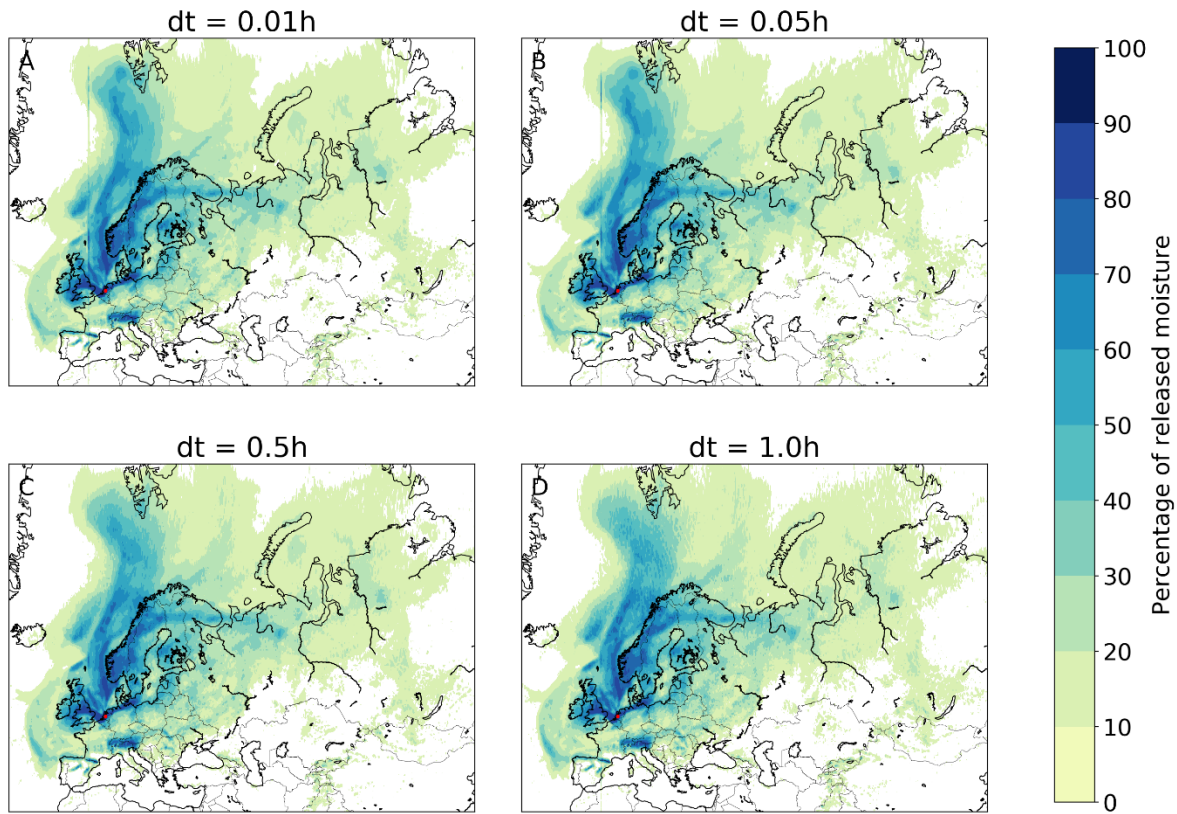 dt = 0.01h
dt = 0.05h
A
B
dt = 0.5h
dt = 1.0h
C
D
100
90
80
70
60
50
40
30
20
10
0
Percentage of released moisture